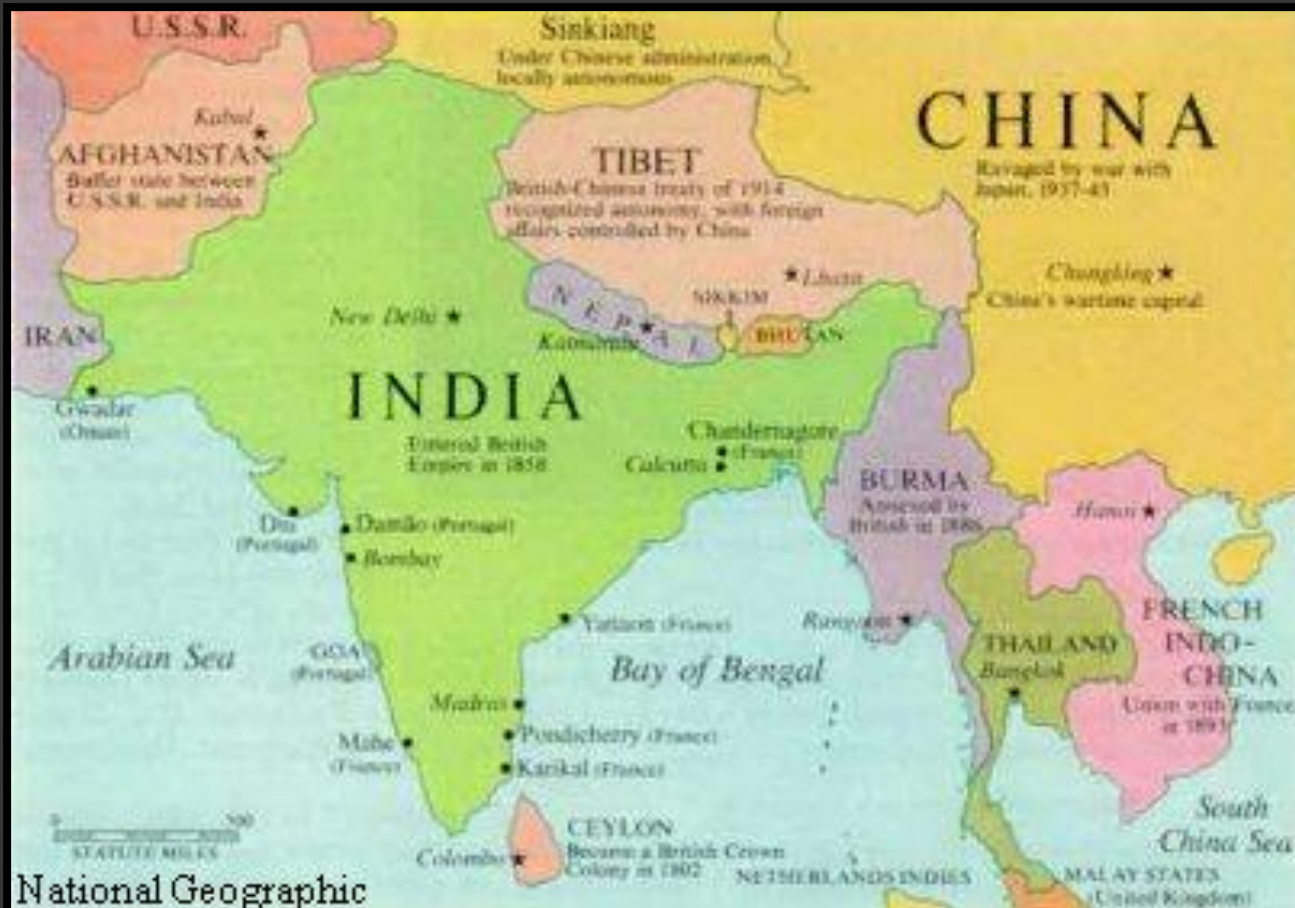 U.S.S.R.
Sinkiang
Under Chinese administration,
locally autonomous
CHINA
Ravaged by war with
Japan, 1937-45
Kabul
AFGHANISTAN
Buffer state between
U.S.S.R. and India
TIBET
British-Chinese treaty of 1914
recognized autonomy, with foreign
affairs controlled by China
Lhasa
Chungking
China's wartime capital
SIKKIM
NEPAL
Katmandu
BHUTAN
New Delhi
IRAN
INDIA
Entered British
Empire in 1858
Gwadar
(Oman)
Chandernagore
(France)
Calcutta
BURMA
Annexed by
British in 1886
Hanoi
Diu
(Portugal)
Damão (Portugal)
Bombay
Yanaon (France)
Rangoon
FRENCH
INDO-
CHINA
Union with France
in 1893
THAILAND
Bangkok
Arabian Sea
GOA
(Portugal)
Bay of Bengal
Madras
Mahe
(France)
Pondicherry (France)
Karikal (France)
0 500
STATUTE MILES
CEYLON
Became a British Crown
Colony in 1802
Colombo
South
China Sea
NETHERLANDS INDIES
MALAY STATES
(United Kingdom)
National Geographic